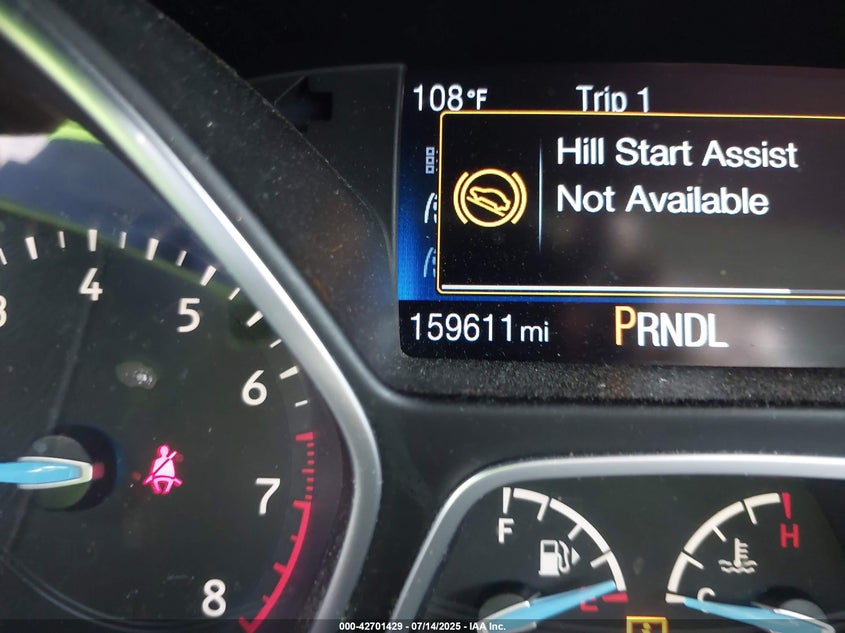 108°F Trip 1
Hill Start Assist
Not Available
159611 mi PRNDL
3 4 5 6 7 8
F E
H C
000-42701429 - 07/14/2025 - © IAA Inc.